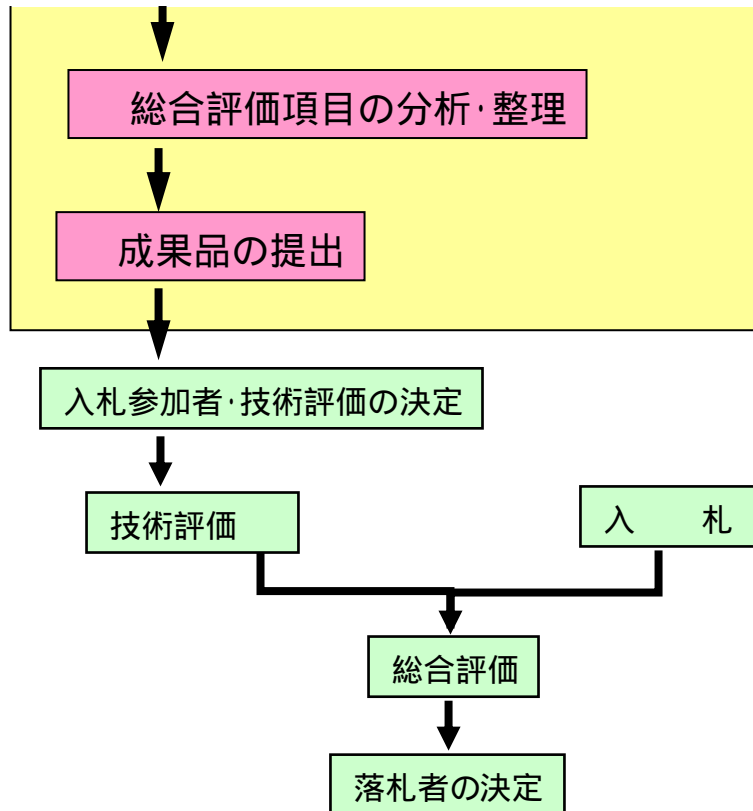 総合評価項目の分析･整理
成果品の提出
入札参加者･技術評価の決定
技術評価
入　　札
総合評価
落札者の決定